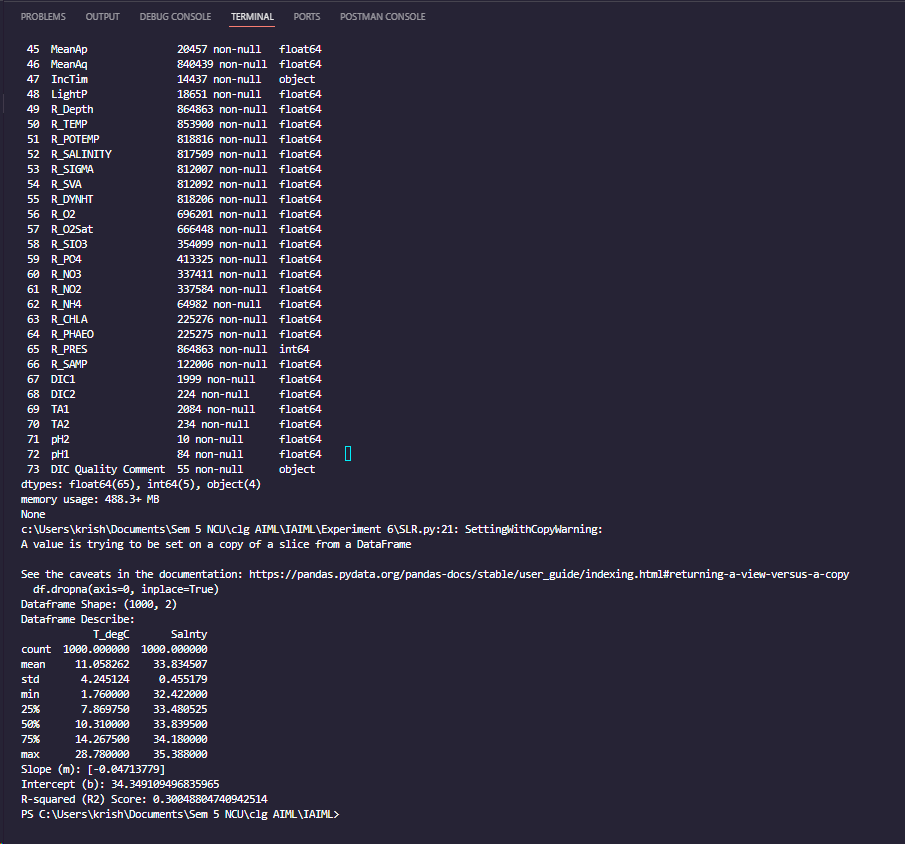 PROBLEMS OUTPUT DEBUG CONSOLE TERMINAL PORTS POSTMAN CONSOLE
45 MeanAp 20457 non-null float64
46 MeanAq 840439 non-null float64
47 IncTim 14437 non-null object
48 LightP 18651 non-null float64
49 R_Depth 864863 non-null float64
50 R_TEMP 853900 non-null float64
51 R_POTEMP 818816 non-null float64
52 R_SALINITY 817509 non-null float64
53 R_SIGMA 812007 non-null float64
54 R_SVA 812092 non-null float64
55 R_DYNHT 818206 non-null float64
56 R_O2 696201 non-null float64
57 R_O2Sat 666448 non-null float64
58 R_SIO3 354099 non-null float64
59 R_PO4 413325 non-null float64
60 R_NO3 337411 non-null float64
61 R_NO2 337584 non-null float64
62 R_NH4 64982 non-null float64
63 R_CHLA 225276 non-null float64
64 R_PHAEO 225275 non-null float64
65 R_PRES 864863 non-null int64
66 R_SAMP 122006 non-null float64
67 DIC1 1999 non-null float64
68 DIC2 224 non-null float64
69 TA1 2084 non-null float64
70 TA2 234 non-null float64
71 pH2 10 non-null float64
72 pH1 84 non-null float64
73 DIC Quality Comment 55 non-null object
dtypes: float64(65), int64(5), object(4)
memory usage: 488.3+ MB
None
c:\Users\krish\Documents\Sem 5 NCU\clg AIML\IAIML\Experiment 6\SLR.py:21: SettingWithCopyWarning:
A value is trying to be set on a copy of a slice from a DataFrame
See the caveats in the documentation: https://pandas.pydata.org/pandas-docs/stable/user_guide/indexing.html#returning-a-view-versus-a-copy
df.dropna(axis=0, inplace=True)
Dataframe Shape: (1000, 2)
Dataframe Describe:
T_degC Salnty
count 1000.000000 1000.000000
mean 11.058262 33.834507
std 4.245124 0.455179
min 1.760000 32.422000
25% 7.869750 33.480525
50% 10.310000 33.839500
75% 14.267500 34.180000
max 28.780000 35.388000
Slope (m): [-0.04713779]
Intercept (b): 34.349109496835965
R-squared (R2) Score: 0.30048804740942514
PS C:\Users\krish\Documents\Sem 5 NCU\clg AIML\IAIML>